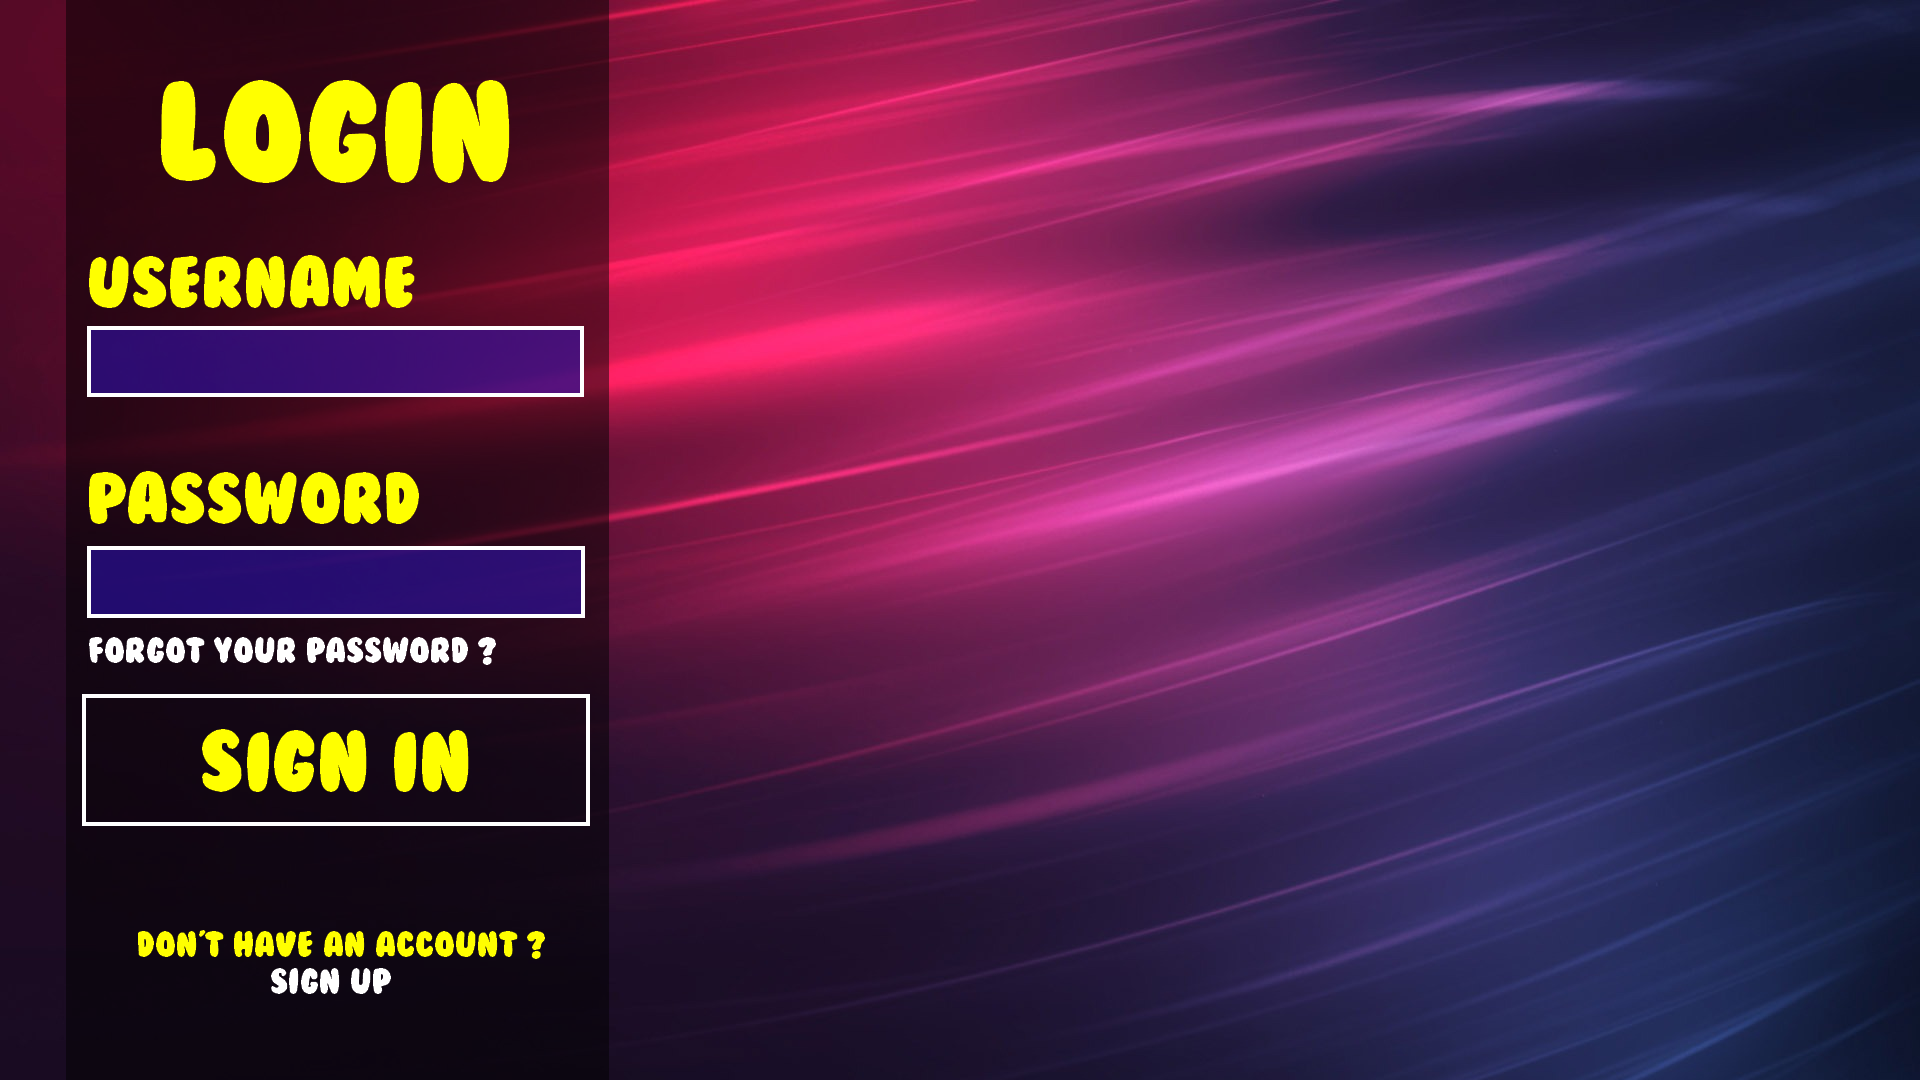 LOGIN
USERNAME
PASSWORD
FORGOT YOUR PASSWORD ?
SIGN IN
DON'T HAVE AN ACCOUNT ?
SIGN UP